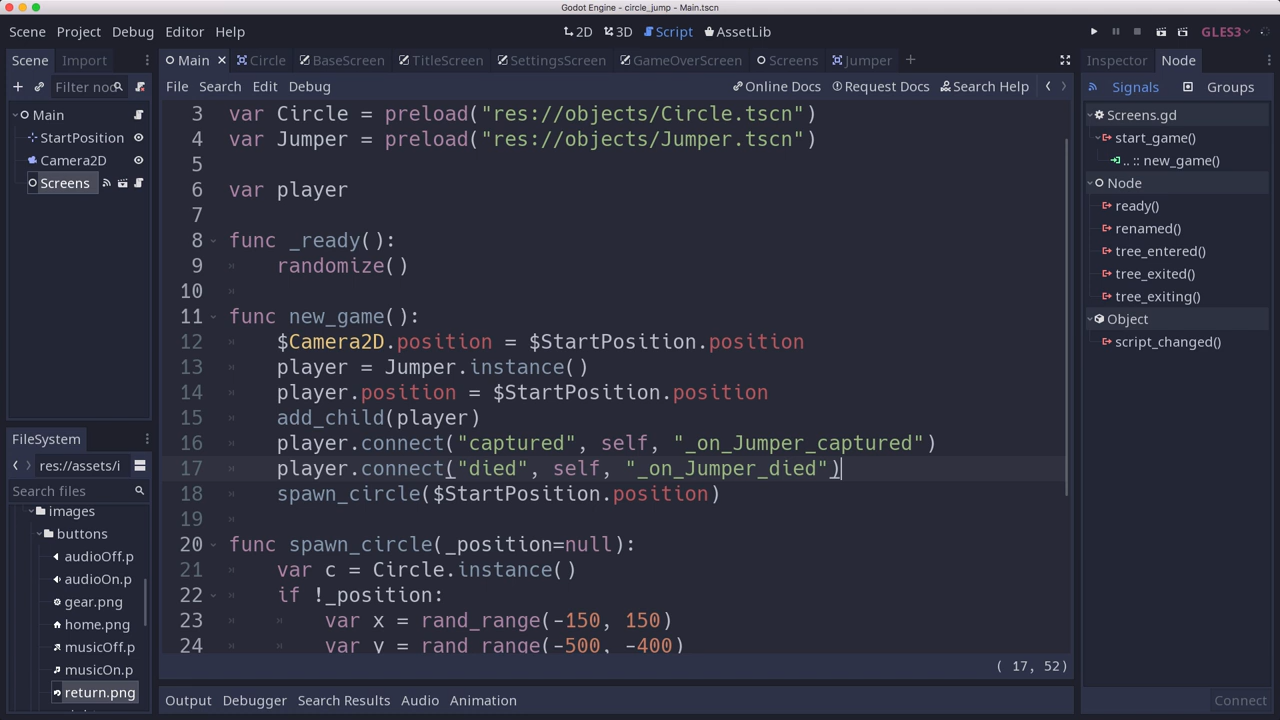 Godot Engine - circle_jump - Main.tscn
Scene Project Debug Editor Help 2D 3D Script AssetLib GLES3
Scene Import
Filter nod
Main
StartPosition
Camera2D
Screens
FileSystem
res://assets/i
Search files
images
buttons
audioOff.p
audioOn.p
gear.png
home.png
musicOff.p
musicOn.p
return.png
Main Circle BaseScreen TitleScreen SettingsScreen GameOverScreen Screens Jumper
File Search Edit Debug Online Docs Request Docs Search Help
3 var Circle = preload("res://objects/Circle.tscn")
4 var Jumper = preload("res://objects/Jumper.tscn")
5
6 var player
7
8 func _ready():
9 randomize()
10
11 func new_game():
12 $Camera2D.position = $StartPosition.position
13 player = Jumper.instance()
14 player.position = $StartPosition.position
15 add_child(player)
16 player.connect("captured", self, "_on_Jumper_captured")
17 player.connect("died", self, "_on_Jumper_died")
18 spawn_circle($StartPosition.position)
19
20 func spawn_circle(_position=null):
21 var c = Circle.instance()
22 if !_position:
23 var x = rand_range(-150, 150)
24 var y = rand_range(-500, -400)
( 17, 52)
Output Debugger Search Results Audio Animation
Inspector Node
Signals Groups
Screens.gd
start_game()
.. :: new_game()
Node
ready()
renamed()
tree_entered()
tree_exited()
tree_exiting()
Object
script_changed()
Connect